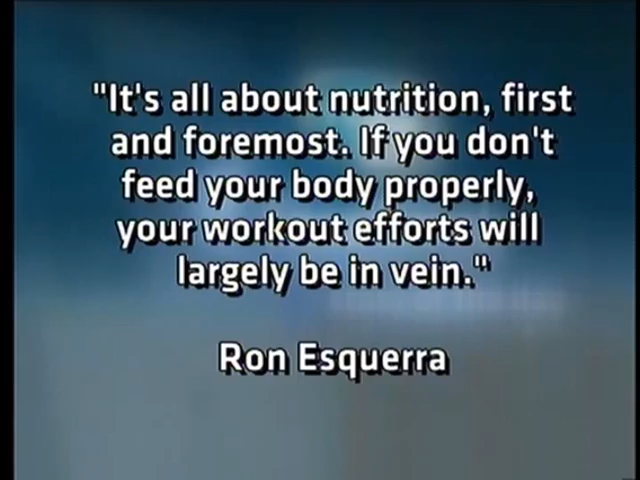 "It's all about nutrition, first
and foremost. If you don't
feed your body properly,
your workout efforts will
largely be in vein."
Ron Esquerra